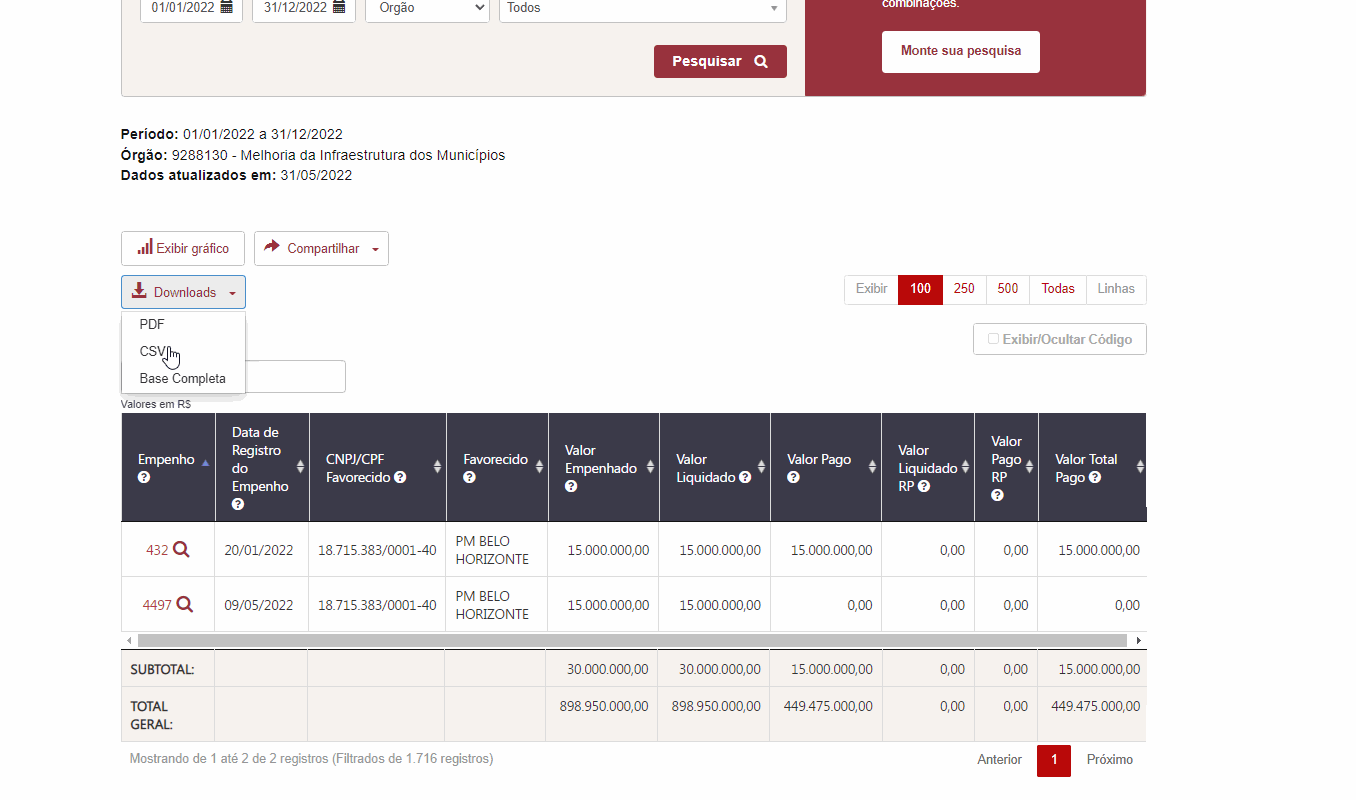 combinações.
01/01/2022 31/12/2022 Orgão Todos
Pesquisar
Monte sua pesquisa
Período: 01/01/2022 a 31/12/2022
Órgão: 9288130 - Melhoria da Infraestrutura dos Municípios
Dados atualizados em: 31/05/2022
Exibir gráfico Compartilhar
Downloads
PDF
CSV
Base Completa
Exibir 100 250 500 Todas Linhas
Exibir/Ocultar Código
Valores em R$
Empenho
Data de
Registro
do
Empenho
CNPJ/CPF
Favorecido
Favorecido
Valor
Empenhado
Valor
Liquidado
Valor Pago
Valor
Liquidado
RP
Valor
Pago
RP
Valor Total
Pago
432 20/01/2022 18.715.383/0001-40 PM BELO
HORIZONTE 15.000.000,00 15.000.000,00 15.000.000,00 0,00 0,00 15.000.000,00
4497 09/05/2022 18.715.383/0001-40 PM BELO
HORIZONTE 15.000.000,00 15.000.000,00 0,00 0,00 0,00 0,00
SUBTOTAL: 30.000.000,00 30.000.000,00 15.000.000,00 0,00 0,00 15.000.000,00
TOTAL
GERAL: 898.950.000,00 898.950.000,00 449.475.000,00 0,00 0,00 449.475.000,00
Mostrando de 1 até 2 de 2 registros (Filtrados de 1.716 registros)
Anterior 1 Próximo